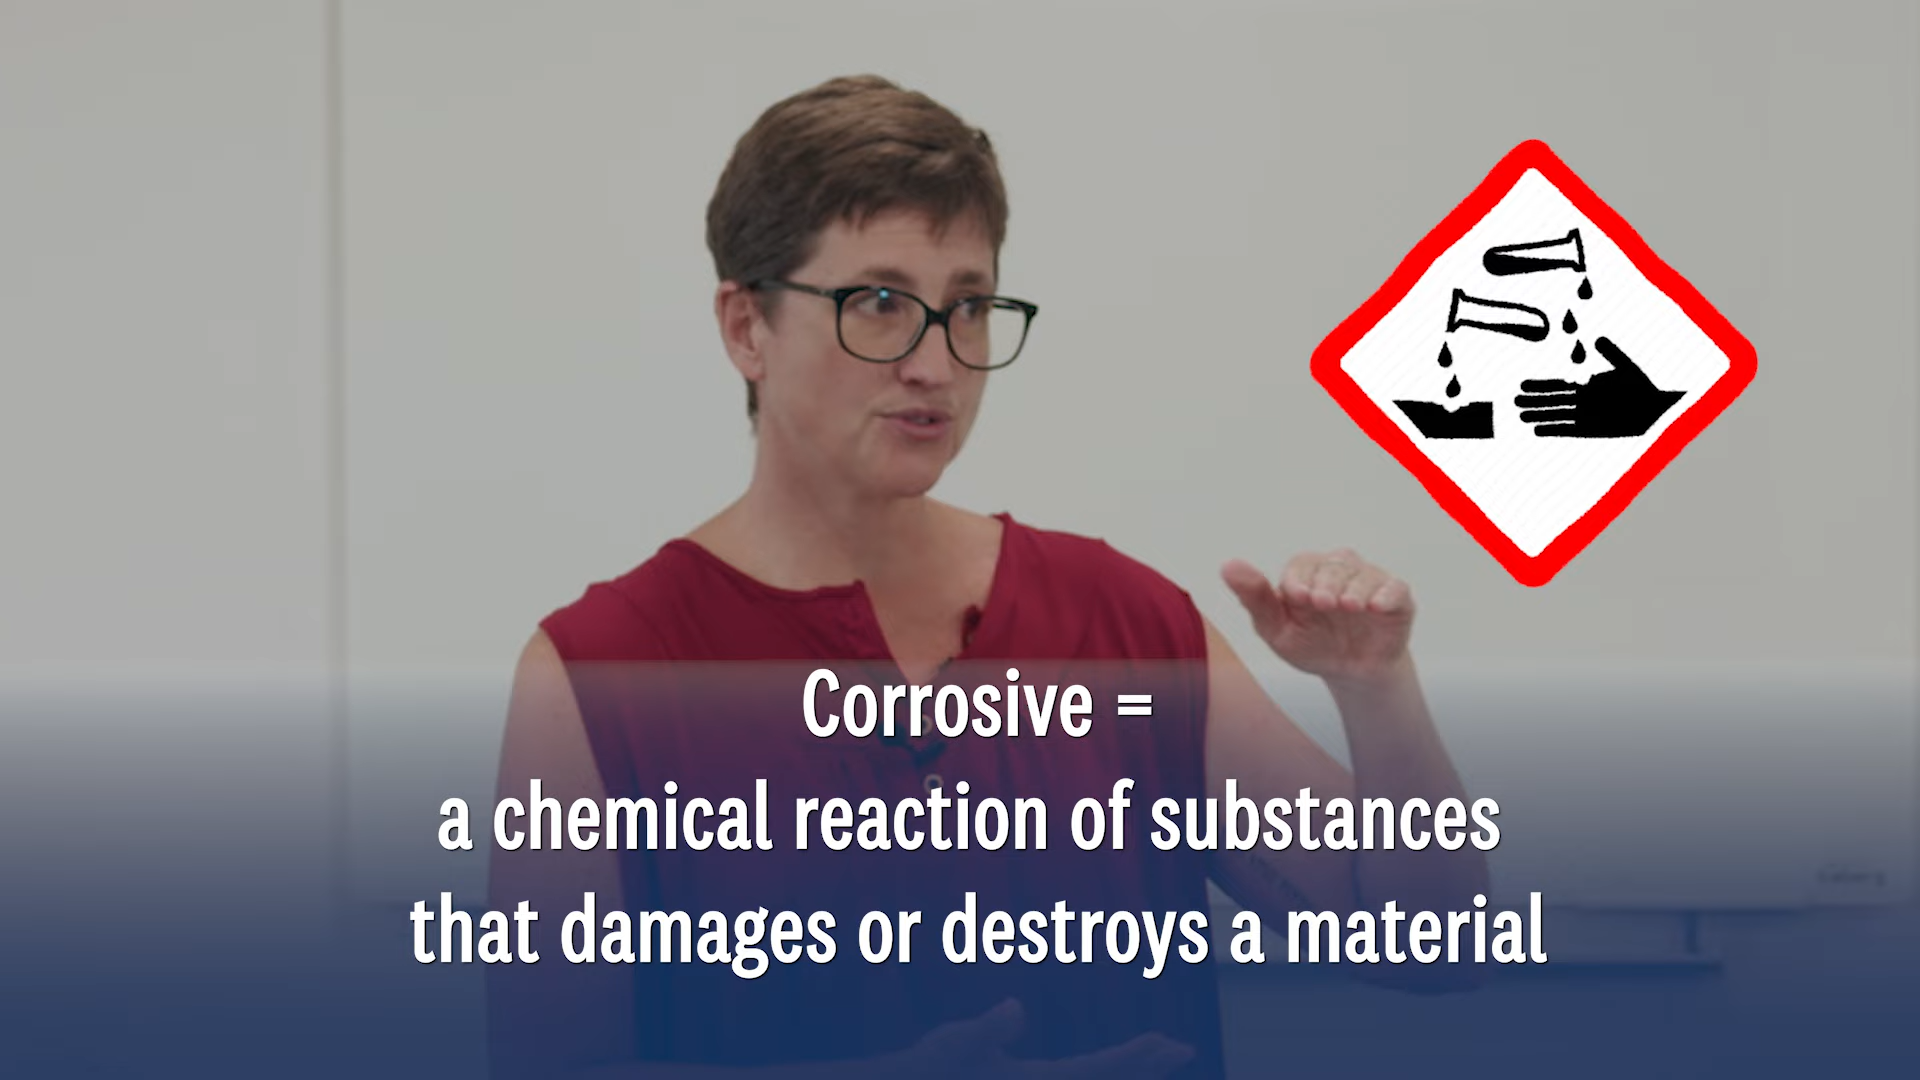 Corrosive =
a chemical reaction of substances
that damages or destroys a material